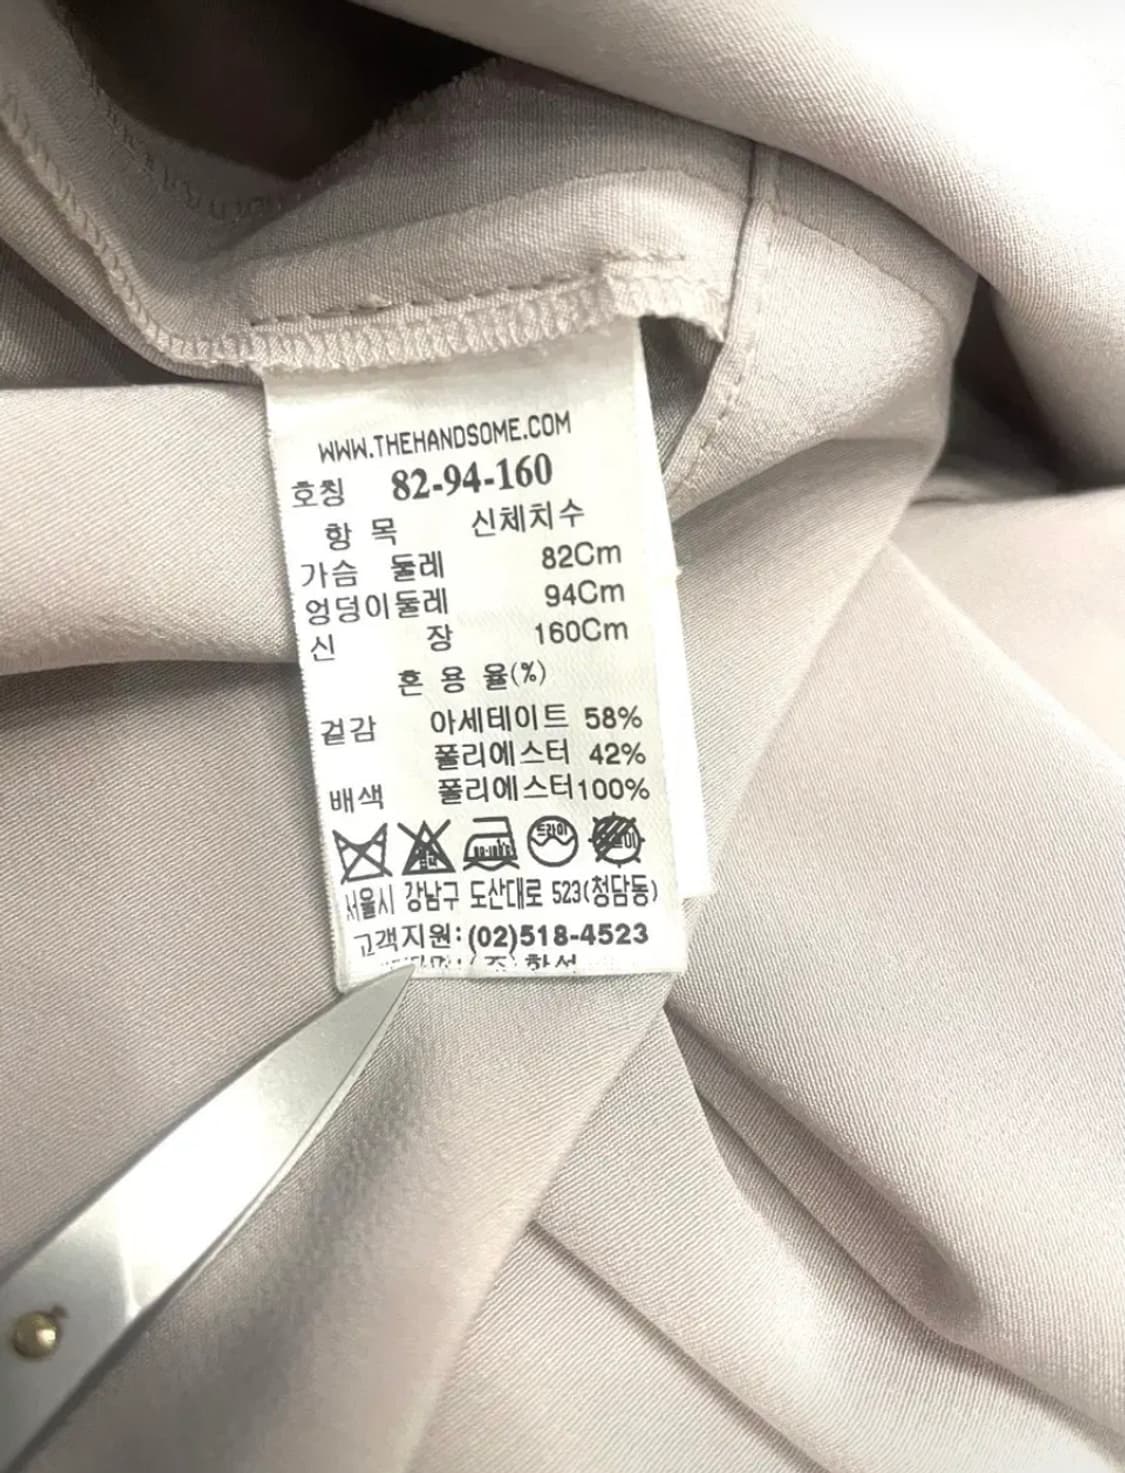 WWW.THEHANDSOME.COM
호칭 82-94-160
항 목 신체치수
가슴 둘레 82Cm
엉덩이둘레 94Cm
신 장 160Cm
혼 용 율(%)
겉감 아세테이트 58%
폴리에스터 42%
배색 폴리에스터100%
드라이
서울시 강남구 도산대로 523(청담동)
고객지원:(02)518-4523